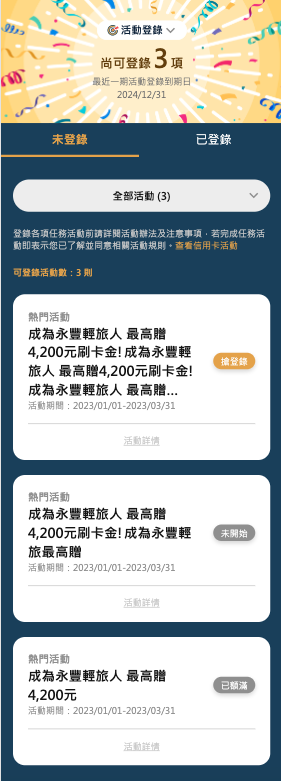 活動登錄
尚可登錄 3 項
最近一期活動登錄到期日
2024/12/31
未登錄
已登錄
全部活動 (3)
登錄各項任務活動前請詳閱活動辦法及注意事項，若完成任務活
動即表示您已了解並同意相關活動規則。查看信用卡活動
可登錄活動數：3 則
熱門活動
成為永豐輕旅人 最高贈
4,200元刷卡金! 成為永豐輕
旅人 最高贈4,200元刷卡金!
成為永豐輕旅人 最高贈...
搶登錄
活動期間：2023/01/01-2023/03/31
活動詳情
熱門活動
成為永豐輕旅人 最高贈
4,200元刷卡金! 成為永豐輕
旅最高贈
未開始
活動期間：2023/01/01-2023/03/31
活動詳情
熱門活動
成為永豐輕旅人 最高贈
4,200元
已額滿
活動期間：2023/01/01-2023/03/31
活動詳情